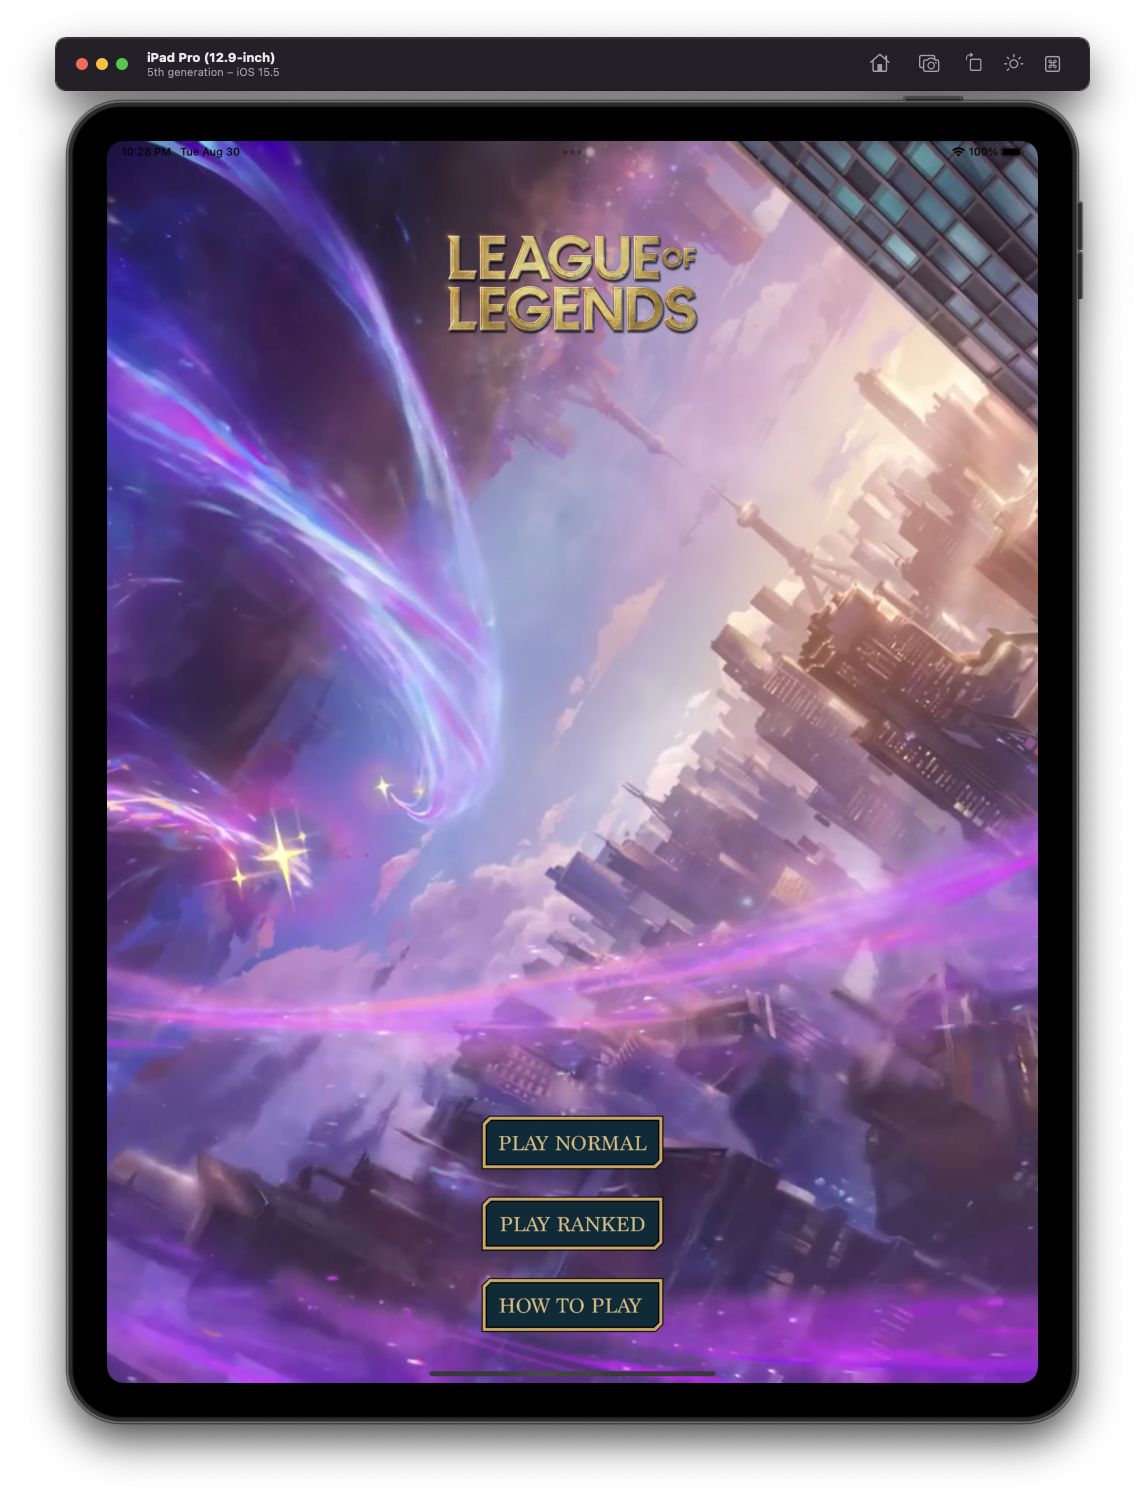 iPad Pro (12.9-inch)
5th generation – iOS 15.5
10:28 PM Tue Aug 30
100%
LEAGUE OF
LEGENDS
PLAY NORMAL
PLAY RANKED
HOW TO PLAY